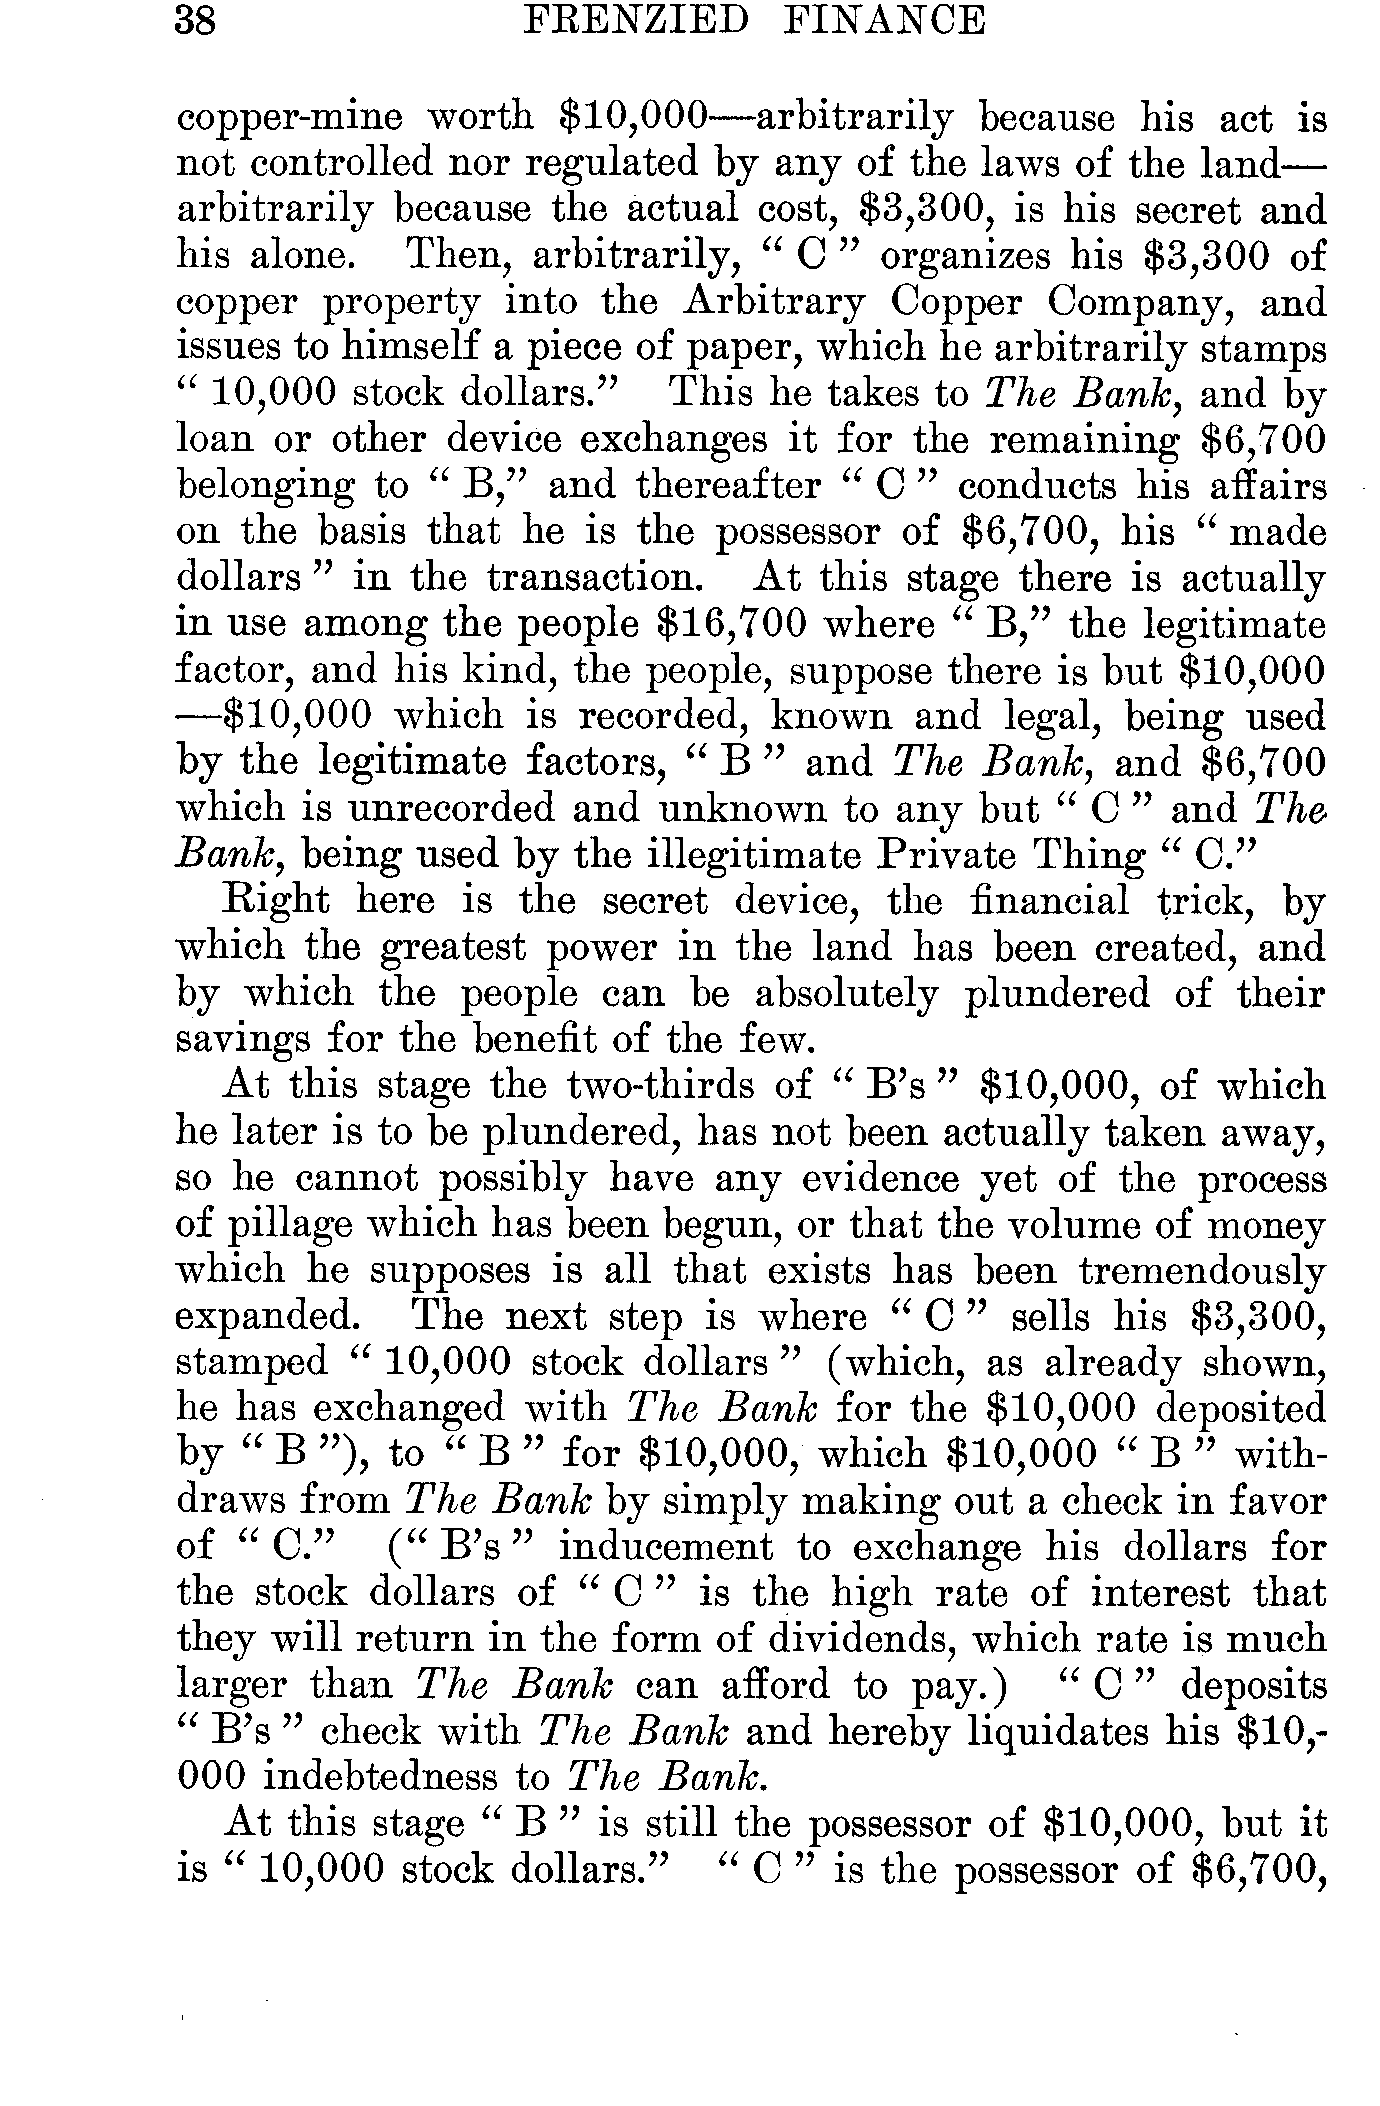 38 FRENZIED FINANCE
copper-mine worth $10,000—arbitrarily because his act is
not controlled nor regulated by any of the laws of the land—
arbitrarily because the actual cost, $3,300, is his secret and
his alone. Then, arbitrarily, “ C ” organizes his $3,300 of
copper property into the Arbitrary Copper Company, and
issues to himself a piece of paper, which he arbitrarily stamps
“ 10,000 stock dollars.” This he takes to The Bank, and by
loan or other device exchanges it for the remaining $6,700
belonging to “ B,” and thereafter “ C ” conducts his affairs
on the basis that he is the possessor of $6,700, his “ made
dollars ” in the transaction. At this stage there is actually
in use among the people $16,700 where “ B,” the legitimate
factor, and his kind, the people, suppose there is but $10,000
—$10,000 which is recorded, known and legal, being used
by the legitimate factors, “ B ” and The Bank, and $6,700
which is unrecorded and unknown to any but “ C ” and The
Bank, being used by the illegitimate Private Thing “ C.”
Right here is the secret device, the financial trick, by
which the greatest power in the land has been created, and
by which the people can be absolutely plundered of their
savings for the benefit of the few.
At this stage the two-thirds of “ B’s ” $10,000, of which
he later is to be plundered, has not been actually taken away,
so he cannot possibly have any evidence yet of the process
of pillage which has been begun, or that the volume of money
which he supposes is all that exists has been tremendously
expanded. The next step is where “ C ” sells his $3,300,
stamped “ 10,000 stock dollars ” (which, as already shown,
he has exchanged with The Bank for the $10,000 deposited
by “ B ”), to “ B ” for $10,000, which $10,000 “ B ” with-
draws from The Bank by simply making out a check in favor
of “ C.” (“ B’s ” inducement to exchange his dollars for
the stock dollars of “ C ” is the high rate of interest that
they will return in the form of dividends, which rate is much
larger than The Bank can afford to pay.) “ C ” deposits
“ B’s ” check with The Bank and hereby liquidates his $10,-
000 indebtedness to The Bank.
At this stage “ B ” is still the possessor of $10,000, but it
is “ 10,000 stock dollars.” “ C ” is the possessor of $6,700,